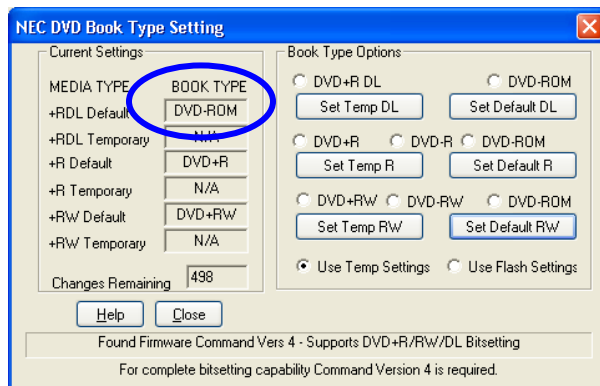 NEC DVD Book Type Setting
Current Settings
MEDIA TYPE BOOK TYPE
+RDL Default DVD-ROM
+RDL Temporary N/A
+R Default DVD+R
+R Temporary N/A
+RW Default DVD+RW
+RW Temporary N/A
Changes Remaining 498
Book Type Options
DVD+R DL DVD-ROM
Set Temp DL Set Default DL
DVD+R DVD-R DVD-ROM
Set Temp R Set Default R
DVD+RW DVD-RW DVD-ROM
Set Temp RW Set Default RW
Use Temp Settings Use Flash Settings
Help Close
Found Firmware Command Vers 4 - Supports DVD+R/RW/DL Bitsetting
For complete bitsetting capability Command Version 4 is required.